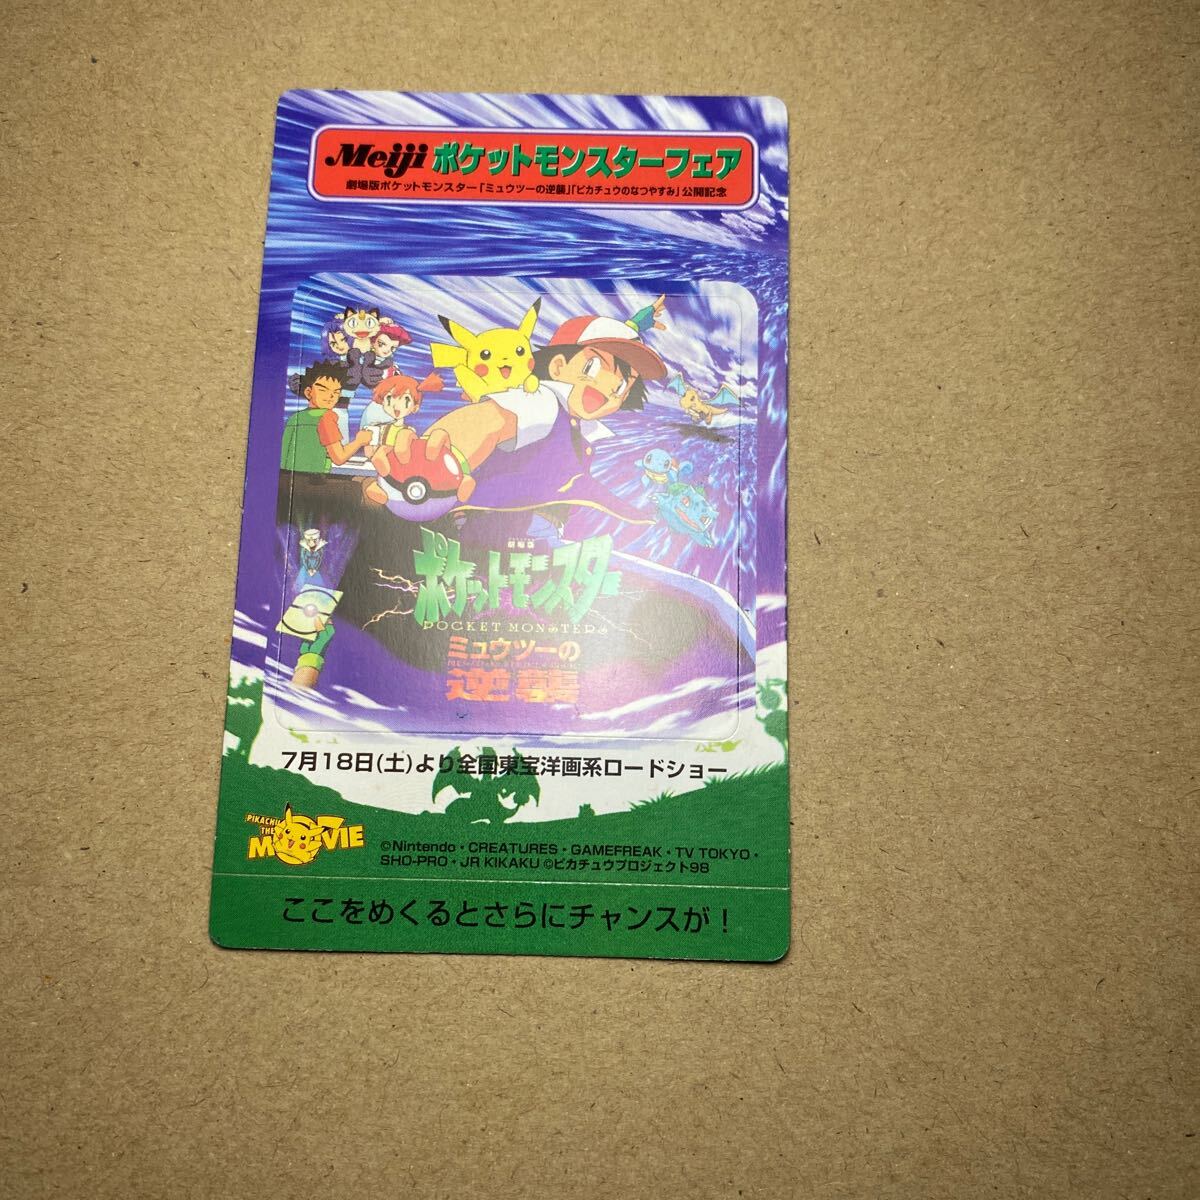 Meiji ポケットモンスターフェア
劇場版ポケットモンスター「ミュウツーの逆襲」「ピカチュウのなつやすみ」公開記念
劇場版
ポケットモンスター
POCKET MONSTERS
ミュウツーの
逆襲
7月18日(土)より全国東宝洋画系ロードショー
PIKACHU
THE
MOVIE
©Nintendo・CREATURES・GAMEFREAK・TV TOKYO・
SHO-PRO・JR KIKAKU ©ピカチュウプロジェクト98
ここをめくるとさらにチャンスが！